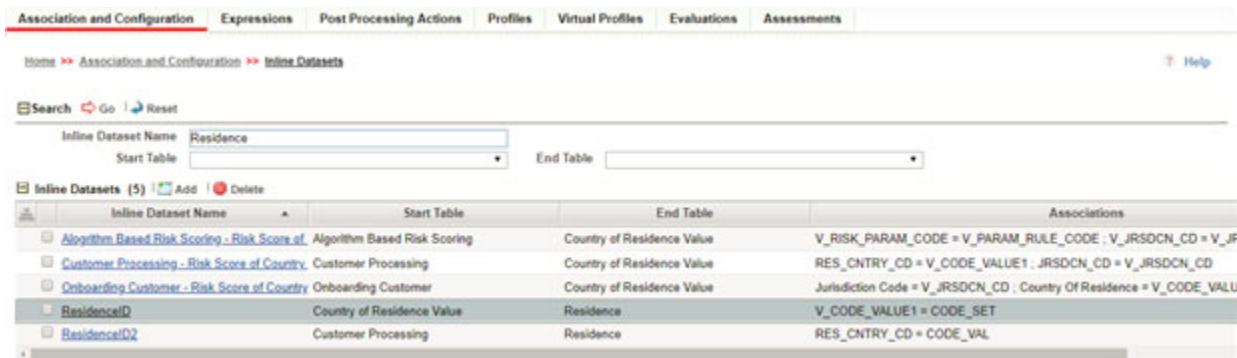 Association and Configuration Expressions Post Processing Actions Profiles Virtual Profiles Evaluations Assessments
Home >> Association and Configuration >> Inline Datasets ? Help
Search Go Reset
Inline Dataset Name Residence
Start Table End Table
Inline Datasets (5) Add Delete
Inline Dataset Name Start Table End Table Associations
Alogrithm Based Risk Scoring - Risk Score of Algorithm Based Risk Scoring Country of Residence Value V_RISK_PARAM_CODE = V_PARAM_RULE_CODE ; V_JRSDCN_CD = V_JR
Customer Processing - Risk Score of Country Customer Processing Country of Residence Value RES_CNTRY_CD = V_CODE_VALUE1 ; JRSDCN_CD = V_JRSDCN_CD
Onboarding Customer - Risk Score of Country Onboarding Customer Country of Residence Value Jurisdiction Code = V_JRSDCN_CD ; Country Of Residence = V_CODE_VALU
ResidenceID Country of Residence Value Residence V_CODE_VALUE1 = CODE_SET
ResidenceID2 Customer Processing Residence RES_CNTRY_CD = CODE_VAL